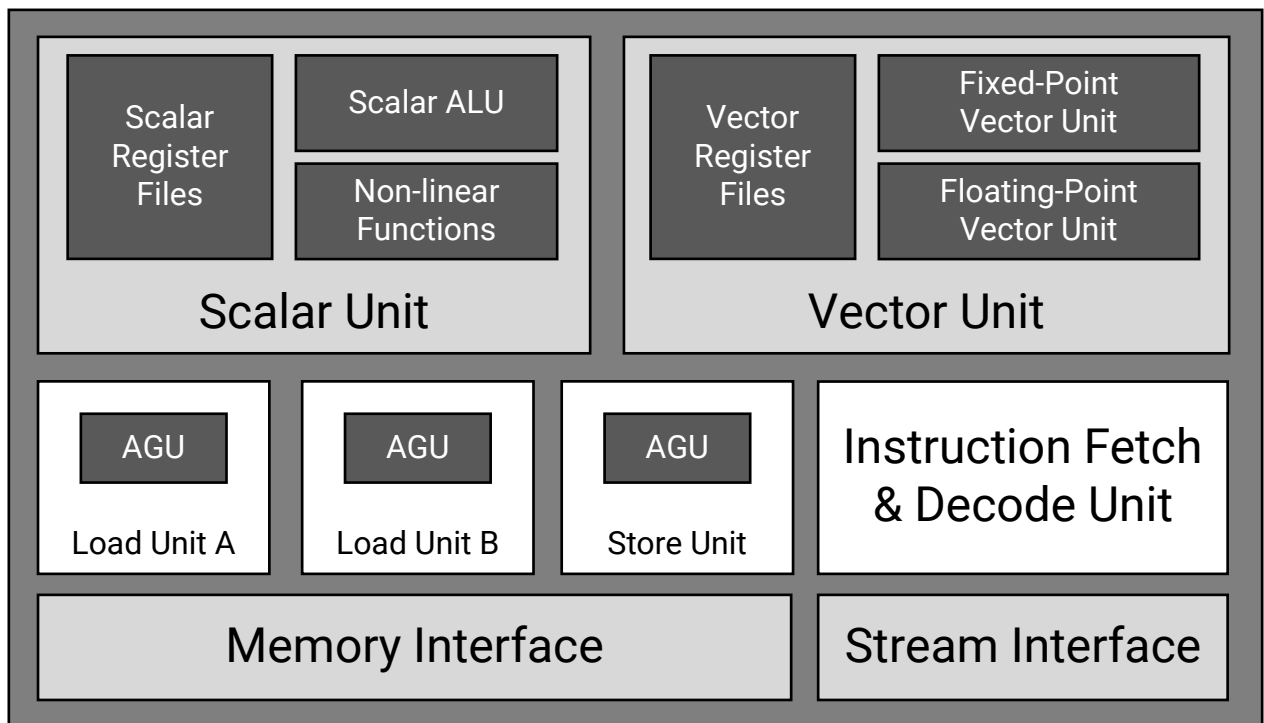 Scalar
Register
Files
Scalar ALU
Non-linear
Functions
Scalar Unit
Vector
Register
Files
Fixed-Point
Vector Unit
Floating-Point
Vector Unit
Vector Unit
AGU
Load Unit A
AGU
Load Unit B
AGU
Store Unit
Instruction Fetch
& Decode Unit
Memory Interface
Stream Interface